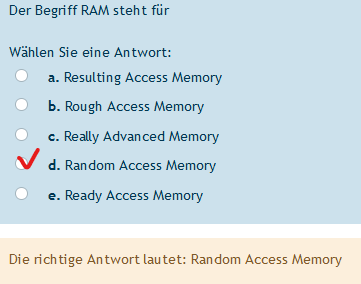 Der Begriff RAM steht für
Wählen Sie eine Antwort:
a. Resulting Access Memory
b. Rough Access Memory
c. Really Advanced Memory
d. Random Access Memory
e. Ready Access Memory
Die richtige Antwort lautet: Random Access Memory